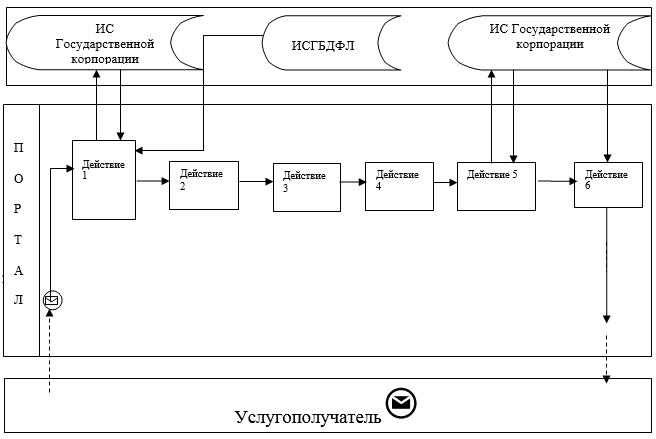 ИС
Государственной
корпорации
ИСГБДФЛ
ИС Государственной
корпорации
П
О
Р
Т
А
Л
Действие
1
Действие
2
Действие
3
Действие
4
Действие 5
Действие
6
Услугополучатель